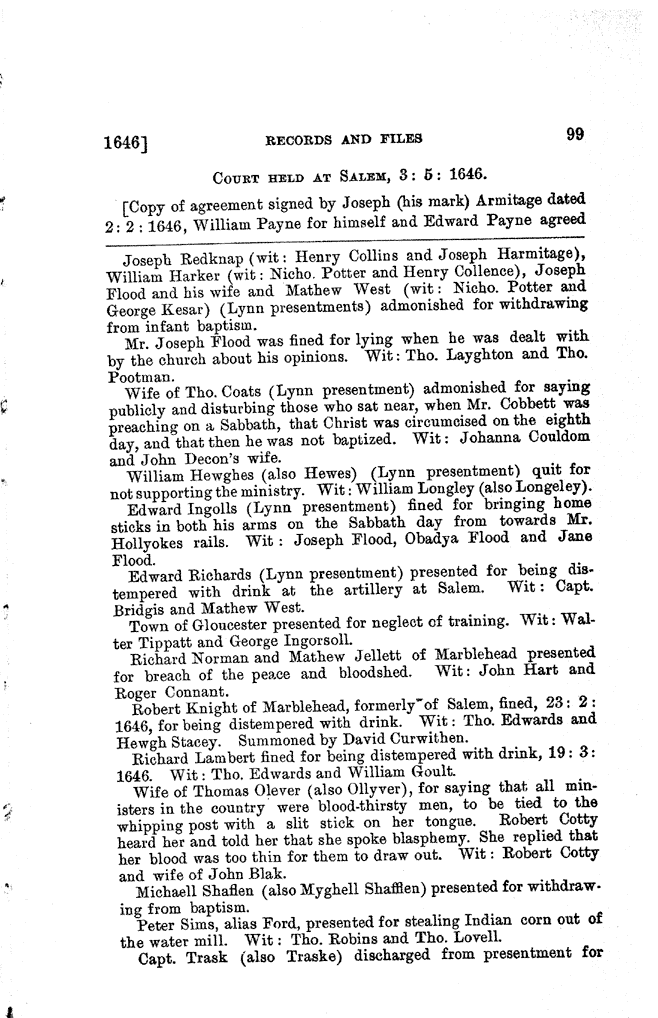 1646] RECORDS AND FILES 99
COURT HELD AT SALEM, 3: 5: 1646.
[Copy of agreement signed by Joseph (his mark) Armitage dated
2: 2: 1646, William Payne for himself and Edward Payne agreed
Joseph Redknap (wit: Henry Collins and Joseph Harmitage),
William Harker (wit: Nicho. Potter and Henry Collence), Joseph
Flood and his wife and Mathew West (wit: Nicho. Potter and
George Kesar) (Lynn presentments) admonished for withdrawing
from infant baptism.
Mr. Joseph Flood was fined for lying when he was dealt with
by the church about his opinions. Wit: Tho. Layghton and Tho.
Pootman.
Wife of Tho. Coats (Lynn presentment) admonished for saying
publicly and disturbing those who sat near, when Mr. Cobbett was
preaching on a Sabbath, that Christ was circumcised on the eighth
day, and that then he was not baptized. Wit: Johanna Couldom
and John Decon's wife.
William Hewghes (also Hewes) (Lynn presentment) quit for
not supporting the ministry. Wit: William Longley (also Longeley).
Edward Ingolls (Lynn presentment) fined for bringing home
sticks in both his arms on the Sabbath day from towards Mr.
Hollyokes rails. Wit: Joseph Flood, Obadya Flood and Jane
Flood.
Edward Richards (Lynn presentment) presented for being dis-
tempered with drink at the artillery at Salem. Wit: Capt.
Bridgis and Mathew West.
Town of Gloucester presented for neglect of training. Wit: Wal-
ter Tippatt and George Ingorsoll.
Richard Norman and Mathew Jellett of Marblehead presented
for breach of the peace and bloodshed. Wit: John Hart and
Roger Connant.
Robert Knight of Marblehead, formerly of Salem, fined, 23: 2:
1646, for being distempered with drink. Wit: Tho. Edwards and
Hewgh Stacey. Summoned by David Curwithen.
Richard Lambert fined for being distempered with drink, 19: 3:
1646. Wit: Tho. Edwards and William Goult.
Wife of Thomas Olever (also Ollyver), for saying that all min-
isters in the country were blood-thirsty men, to be tied to the
whipping post with a slit stick on her tongue. Robert Cotty
heard her and told her that she spoke blasphemy. She replied that
her blood was too thin for them to draw out. Wit: Robert Cotty
and wife of John Blak.
Michaell Shaflen (also Myghell Shafflen) presented for withdraw-
ing from baptism.
Peter Sims, alias Ford, presented for stealing Indian corn out of
the water mill. Wit: Tho. Robins and Tho. Lovell.
Capt. Trask (also Traske) discharged from presentment for